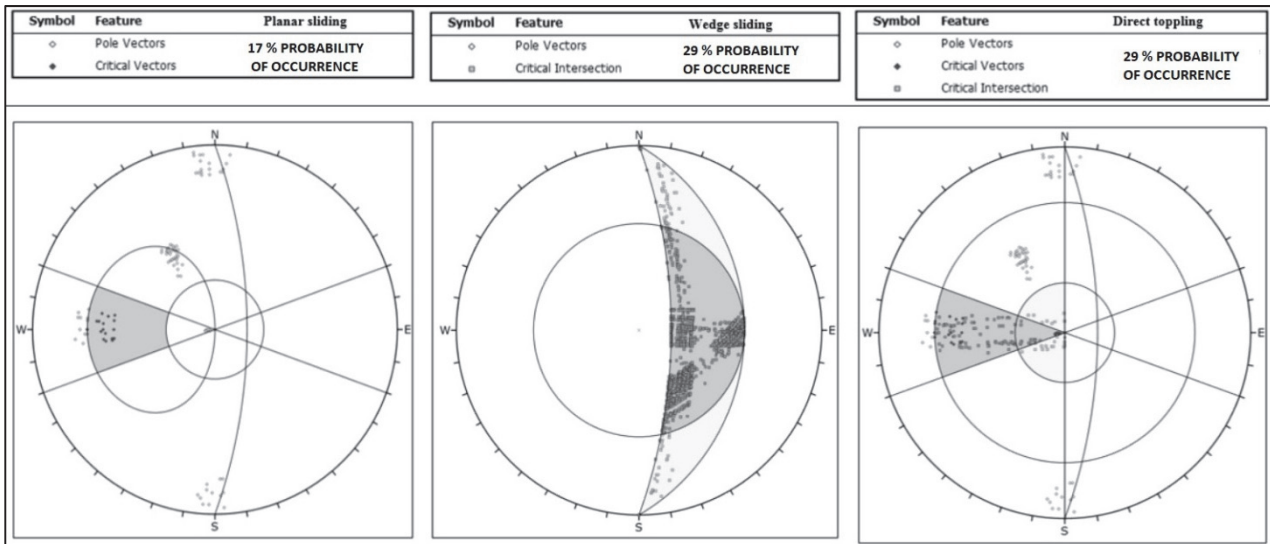 Symbol Feature Planar sliding
Pole Vectors 17 % PROBABILITY
Critical Vectors OF OCCURRENCE
Symbol Feature Wedge sliding
Pole Vectors 29 % PROBABILITY
Critical Intersection OF OCCURRENCE
Symbol Feature Direct toppling
Pole Vectors
Critical Vectors 29 % PROBABILITY
OF OCCURRENCE
Critical Intersection
N
W
E
S
N
W
E
S
N
W
E
S